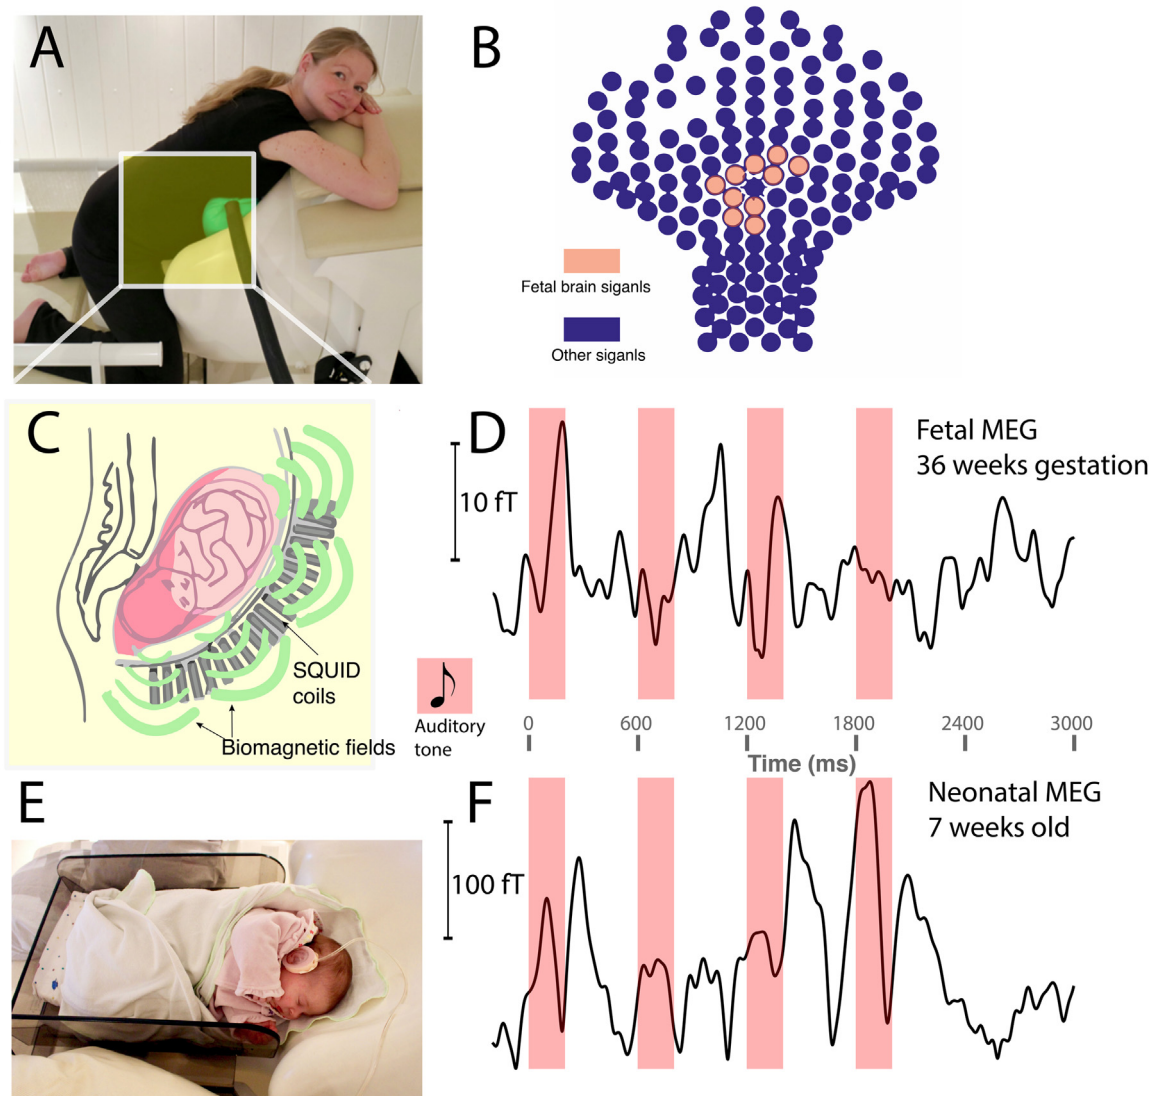 A
B
Fetal brain siganls
Other siganls
C
SQUID
coils
Biomagnetic fields
D
10 fT
Fetal MEG
36 weeks gestation
Auditory
tone
0 600 1200 1800 2400 3000
Time (ms)
E
F
100 fT
Neonatal MEG
7 weeks old